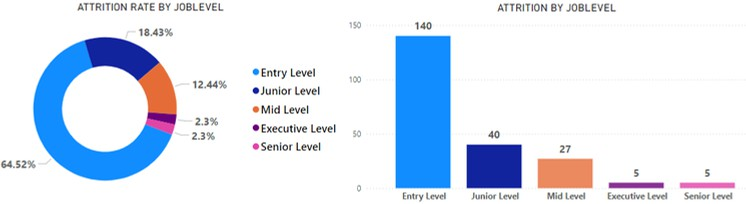 ATTRITION RATE BY JOBLEVEL
18.43%
12.44%
2.3%
2.3%
64.52%
Entry Level
Junior Level
Mid Level
Executive Level
Senior Level
ATTRITION BY JOBLEVEL
150
100
50
0
140
40
27
5
5
Entry Level
Junior Level
Mid Level
Executive Level
Senior Level